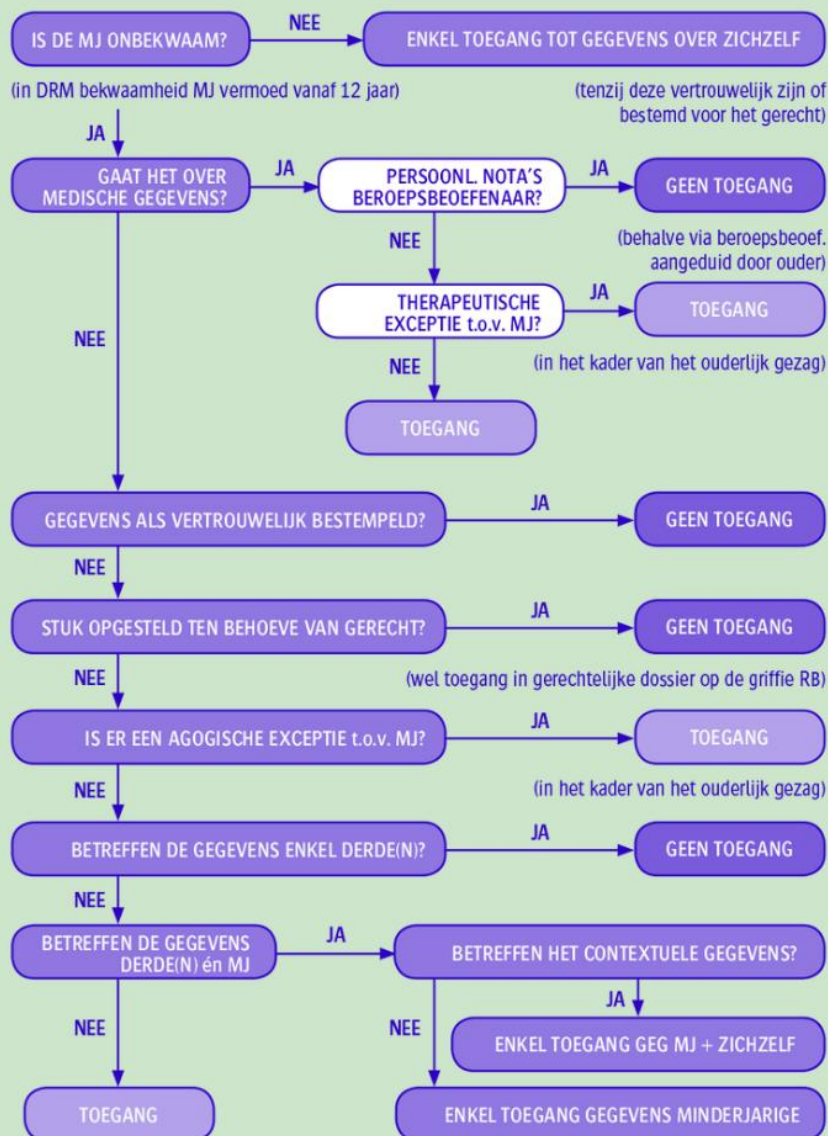 IS DE MJ ONBEKWAAM?
NEE
ENKEL TOEGANG TOT GEGEVENS OVER ZICHZELF
(in DRM bekwaamheid MJ vermoed vanaf 12 jaar)
(tenzij deze vertrouwelijk zijn of
bestemd voor het gerecht)
JA
GAAT HET OVER
MEDISCHE GEGEVENS?
JA
PERSOONL. NOTA'S
BEROEPSBEOEFENAAR?
JA
GEEN TOEGANG
NEE
(behalve via beroepsbeoef.
aangeduid door ouder)
NEE
THERAPEUTISCHE
EXCEPTIE t.o.v. MJ?
JA
TOEGANG
NEE
(in het kader van het ouderlijk gezag)
TOEGANG
GEGEVENS ALS VERTROUWELIJK BESTEMPELD?
JA
GEEN TOEGANG
NEE
STUK OPGESTELD TEN BEHOEVE VAN GERECHT?
JA
GEEN TOEGANG
NEE
(wel toegang in gerechtelijke dossier op de griffie RB)
IS ER EEN AGOGISCHE EXCEPTIE t.o.v. MJ?
JA
TOEGANG
NEE
(in het kader van het ouderlijk gezag)
BETREFFEN DE GEGEVENS ENKEL DERDE(N)?
JA
GEEN TOEGANG
NEE
BETREFFEN DE GEGEVENS
DERDE(N) én MJ
JA
BETREFFEN HET CONTEXTUELE GEGEVENS?
NEE
NEE
JA
ENKEL TOEGANG GEG MJ + ZICHZELF
TOEGANG
ENKEL TOEGANG GEGEVENS MINDERJARIGE